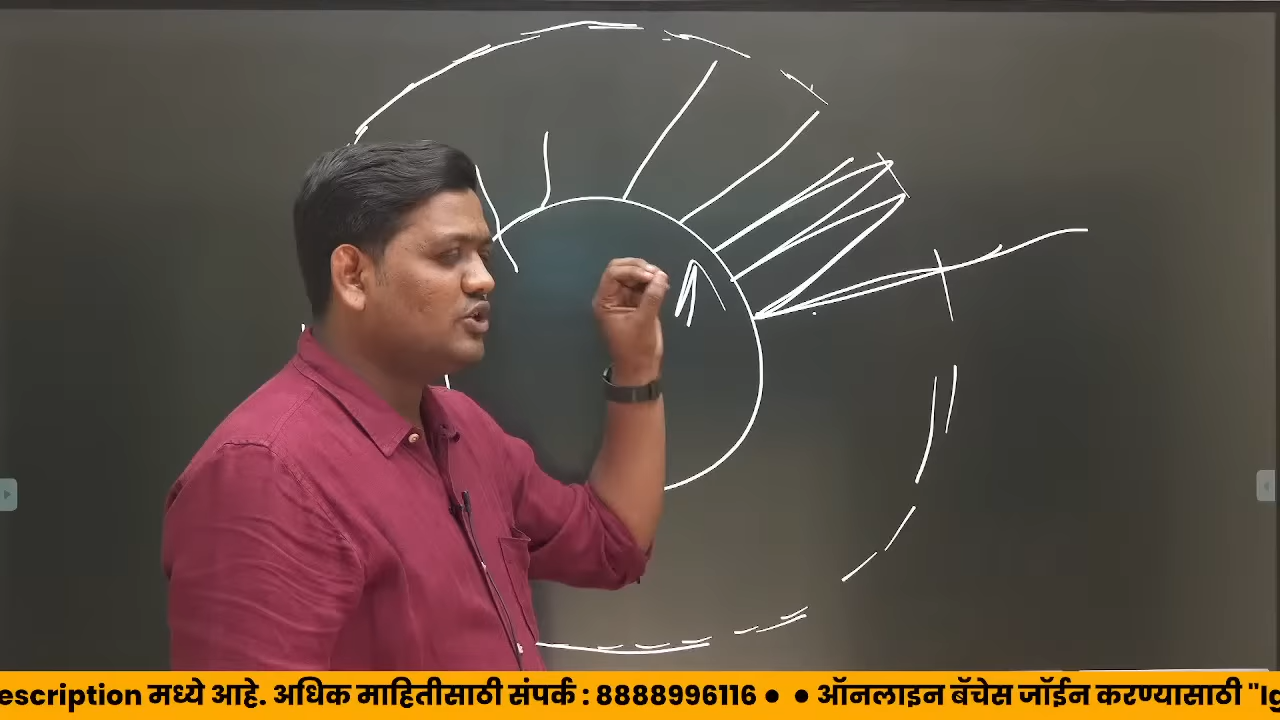 escription मध्ये आहे. अधिक माहितीसाठी संपर्क : 8888996116 ● ● ऑनलाइन बॅचेस जॉईन करण्यासाठी "Ig